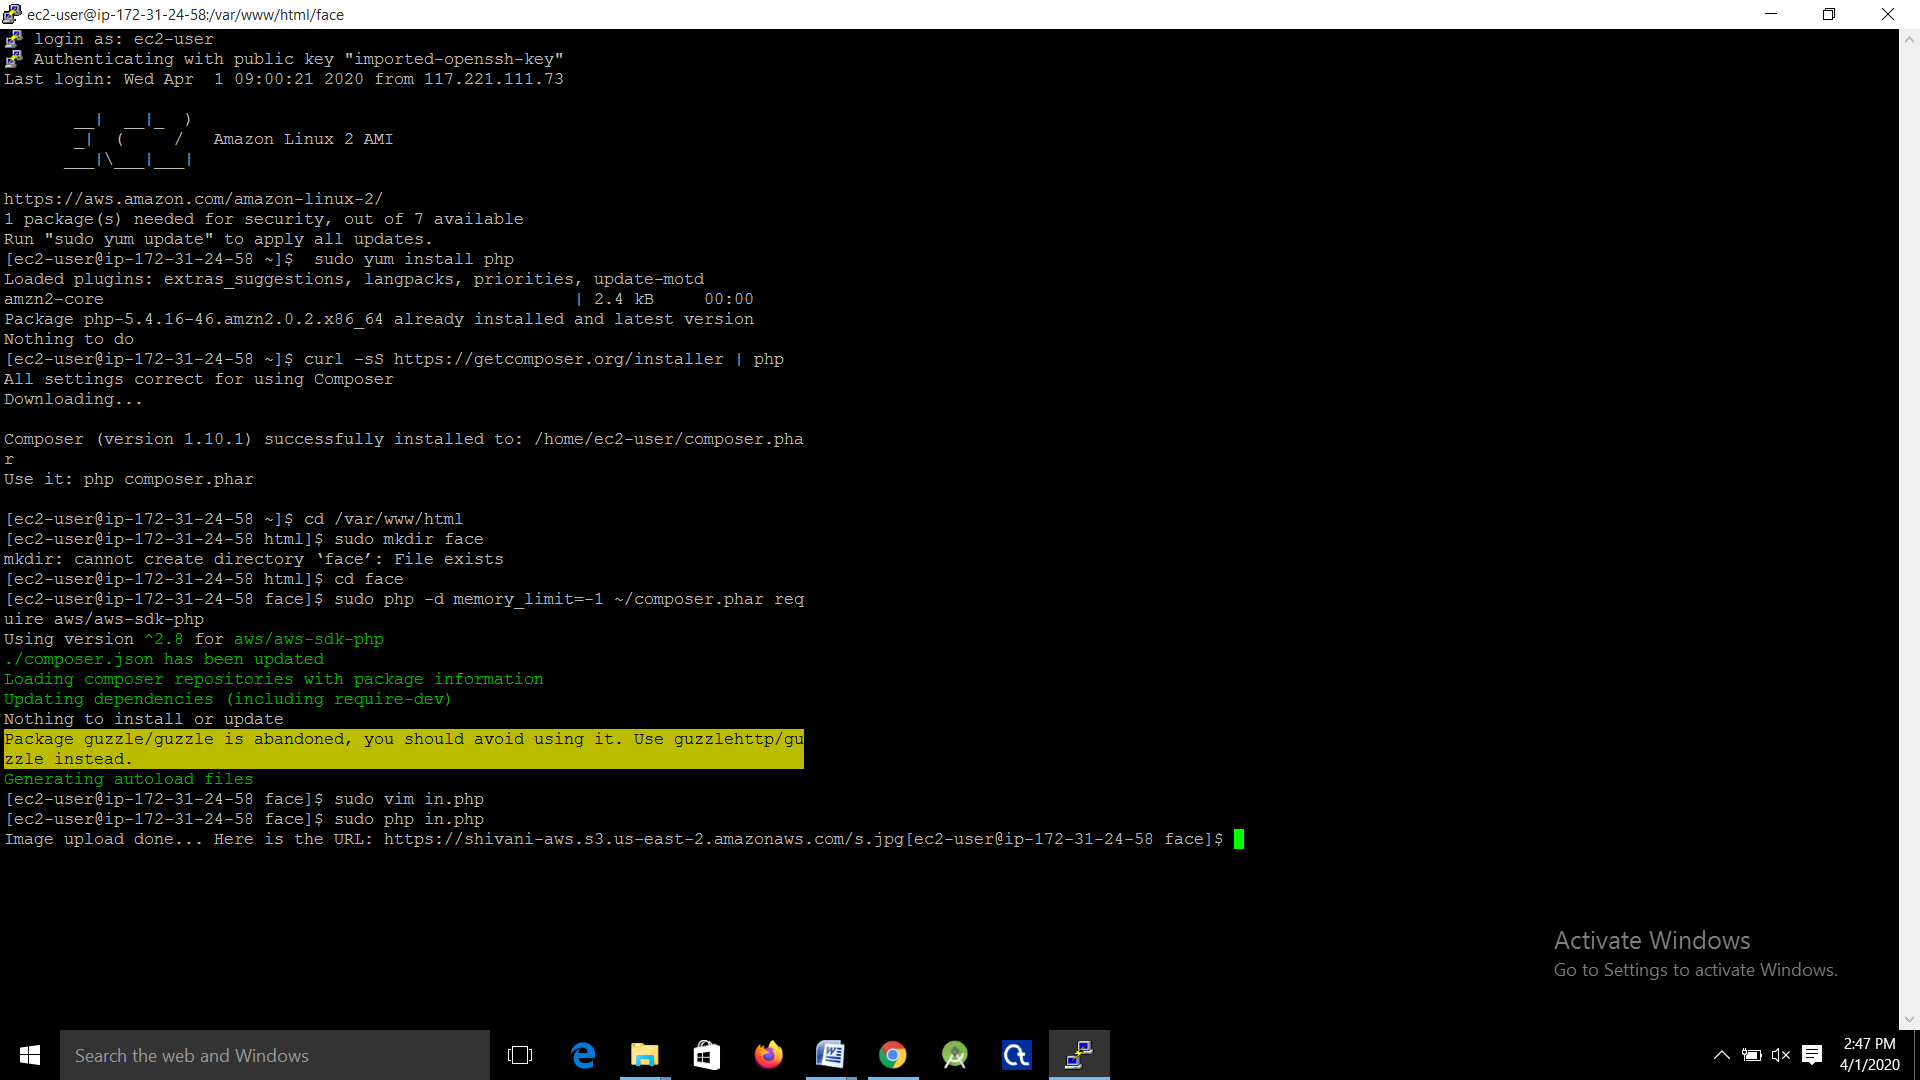 ec2-user@ip-172-31-24-58:/var/www/html/face
login as: ec2-user
Authenticating with public key "imported-openssh-key"
Last login: Wed Apr  1 09:00:21 2020 from 117.221.111.73
       __|  __|_  )
       _|  (     /   Amazon Linux 2 AMI
      ___|\___|___|
https://aws.amazon.com/amazon-linux-2/
1 package(s) needed for security, out of 7 available
Run "sudo yum update" to apply all updates.
[ec2-user@ip-172-31-24-58 ~]$  sudo yum install php
Loaded plugins: extras_suggestions, langpacks, priorities, update-motd
amzn2-core                                               | 2.4 kB     00:00
Package php-5.4.16-46.amzn2.0.2.x86_64 already installed and latest version
Nothing to do
[ec2-user@ip-172-31-24-58 ~]$ curl -sS https://getcomposer.org/installer | php
All settings correct for using Composer
Downloading...
Composer (version 1.10.1) successfully installed to: /home/ec2-user/composer.pha
r
Use it: php composer.phar
[ec2-user@ip-172-31-24-58 ~]$ cd /var/www/html
[ec2-user@ip-172-31-24-58 html]$ sudo mkdir face
mkdir: cannot create directory ‘face’: File exists
[ec2-user@ip-172-31-24-58 html]$ cd face
[ec2-user@ip-172-31-24-58 face]$ sudo php -d memory_limit=-1 ~/composer.phar req
uire aws/aws-sdk-php
Using version ^2.8 for aws/aws-sdk-php
./composer.json has been updated
Loading composer repositories with package information
Updating dependencies (including require-dev)
Nothing to install or update
Package guzzle/guzzle is abandoned, you should avoid using it. Use guzzlehttp/gu
zzle instead.
Generating autoload files
[ec2-user@ip-172-31-24-58 face]$ sudo vim in.php
[ec2-user@ip-172-31-24-58 face]$ sudo php in.php
Image upload done... Here is the URL: https://shivani-aws.s3.us-east-2.amazonaws.com/s.jpg[ec2-user@ip-172-31-24-58 face]$
Activate Windows
Go to Settings to activate Windows.
Search the web and Windows
2:47 PM
4/1/2020